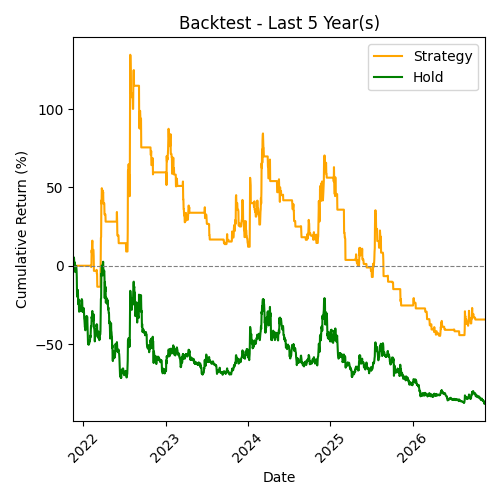 Backtest - Last 5 Year(s)
Strategy
Hold
Cumulative Return (%)
100
50
0
−50
2022
2023
2024
2025
2026
Date